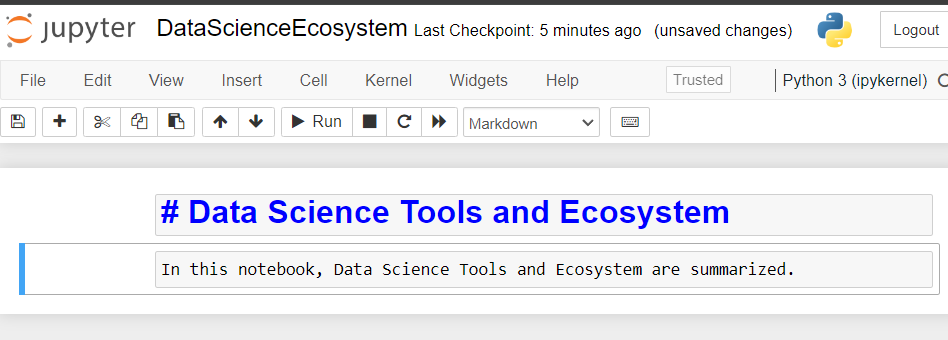 jupyter DataScienceEcosystem Last Checkpoint: 5 minutes ago (unsaved changes) Logout
File Edit View Insert Cell Kernel Widgets Help Trusted Python 3 (ipykernel)
Run Markdown
# Data Science Tools and Ecosystem
In this notebook, Data Science Tools and Ecosystem are summarized.